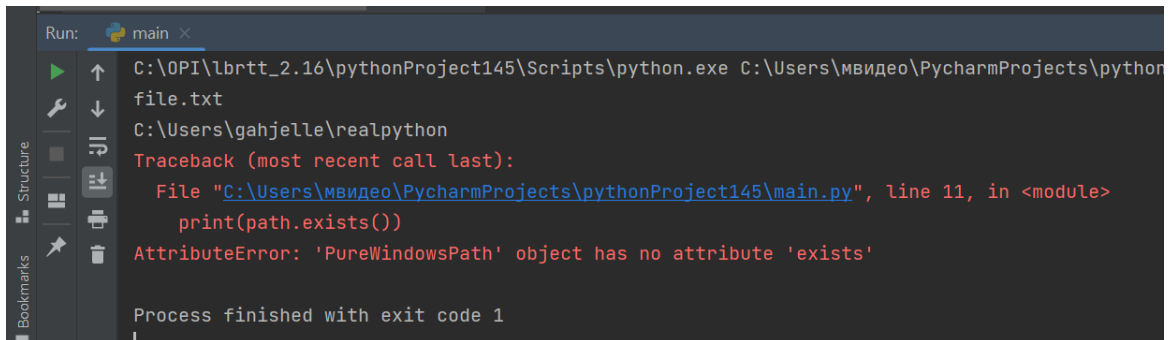 Run: main
C:\OPI\lbrtt_2.16\pythonProject145\Scripts\python.exe C:\Users\мвидео\PycharmProjects\python
file.txt
C:\Users\gahjelle\realpython
Traceback (most recent call last):
  File "C:\Users\мвидео\PycharmProjects\pythonProject145\main.py", line 11, in <module>
    print(path.exists())
AttributeError: 'PureWindowsPath' object has no attribute 'exists'
Process finished with exit code 1
Structure
Bookmarks